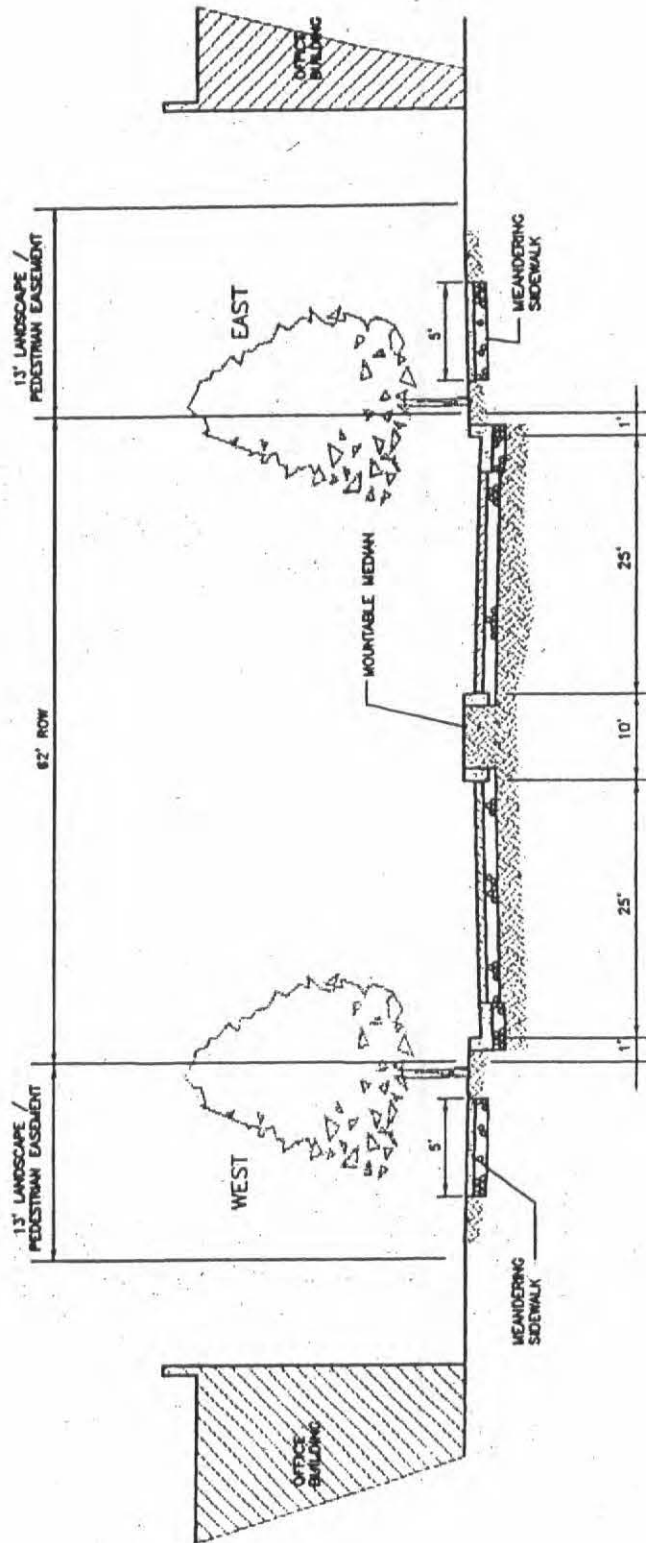 13' LANDSCAPE /
PEDESTRIAN EASEMENT
62' ROW
13' LANDSCAPE /
PEDESTRIAN EASEMENT
OFFICE
BUILDING
WEST
EAST
OFFICE
BUILDING
MOUNTABLE MEDIAN
5'
5'
MEANDERING
SIDEWALK
MEANDERING
SIDEWALK
1'
25'
10'
25'
1'